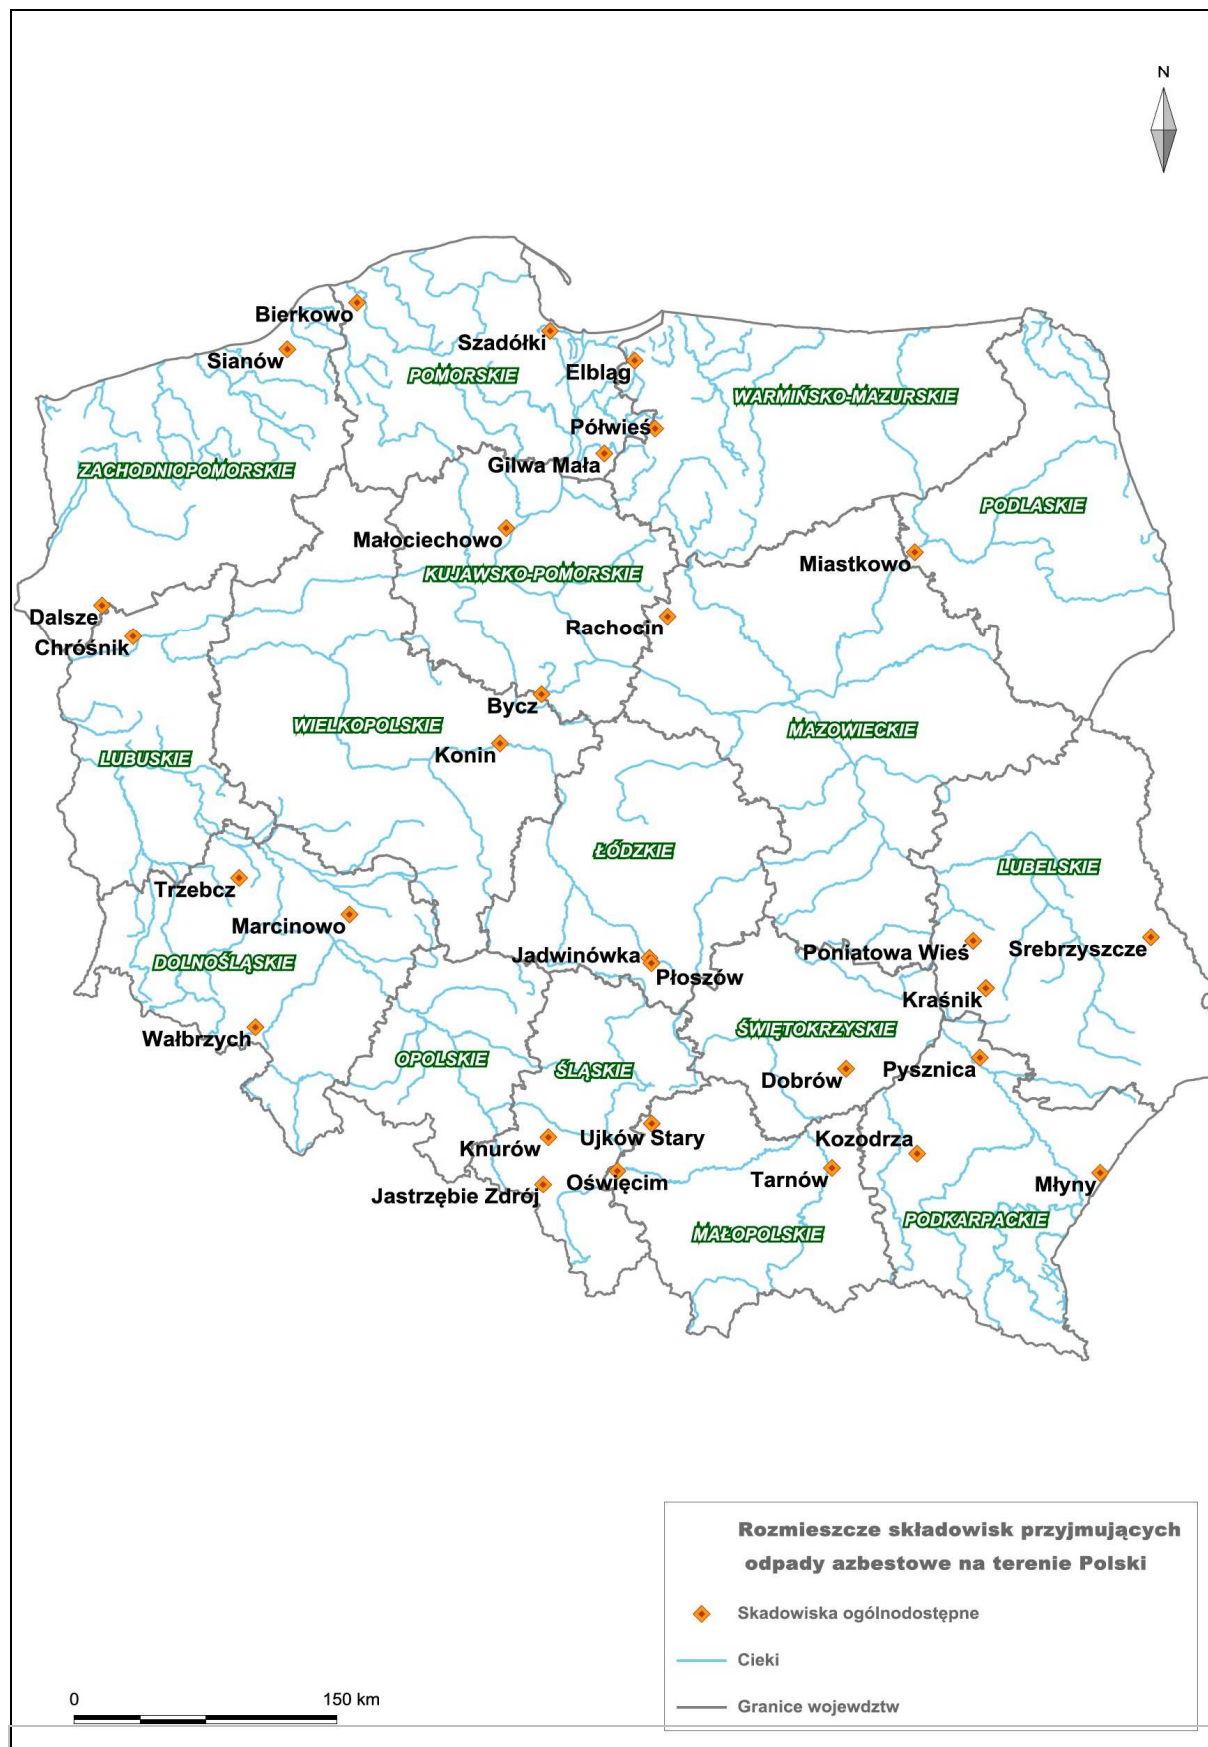 N
Bierkowo
Szadółki
Sianów
Elbląg
POMORSKIE
WARMIŃSKO-MAZURSKIE
Półwieś
Gilwa Mała
ZACHODNIOPOMORSKIE
PODLASKIE
Małociechowo
Miastkowo
KUJAWSKO-POMORSKIE
Dalsze
Rachocin
Chróśnik
Bycz
WIELKOPOLSKIE
MAZOWIECKIE
Konin
LUBUSKIE
ŁÓDZKIE
LUBELSKIE
Trzebcz
Marcinowo
Srebrzyszcze
Poniatowa Wieś
Jadwinówka
DOLNOŚLĄSKIE
Płoszów
Kraśnik
ŚWIĘTOKRZYSKIE
Wałbrzych
OPOLSKIE
ŚLĄSKIE
Pysznica
Dobrów
Ujków Stary
Kozodrza
Knurów
Tarnów
Oświęcim
Młyny
Jastrzębie Zdrój
PODKARPACKIE
MAŁOPOLSKIE
Rozmieszcze składowisk przyjmujących
odpady azbestowe na terenie Polski
Skadowiska ogólnodostępne
Cieki
Granice wojewdztw
0 150 km